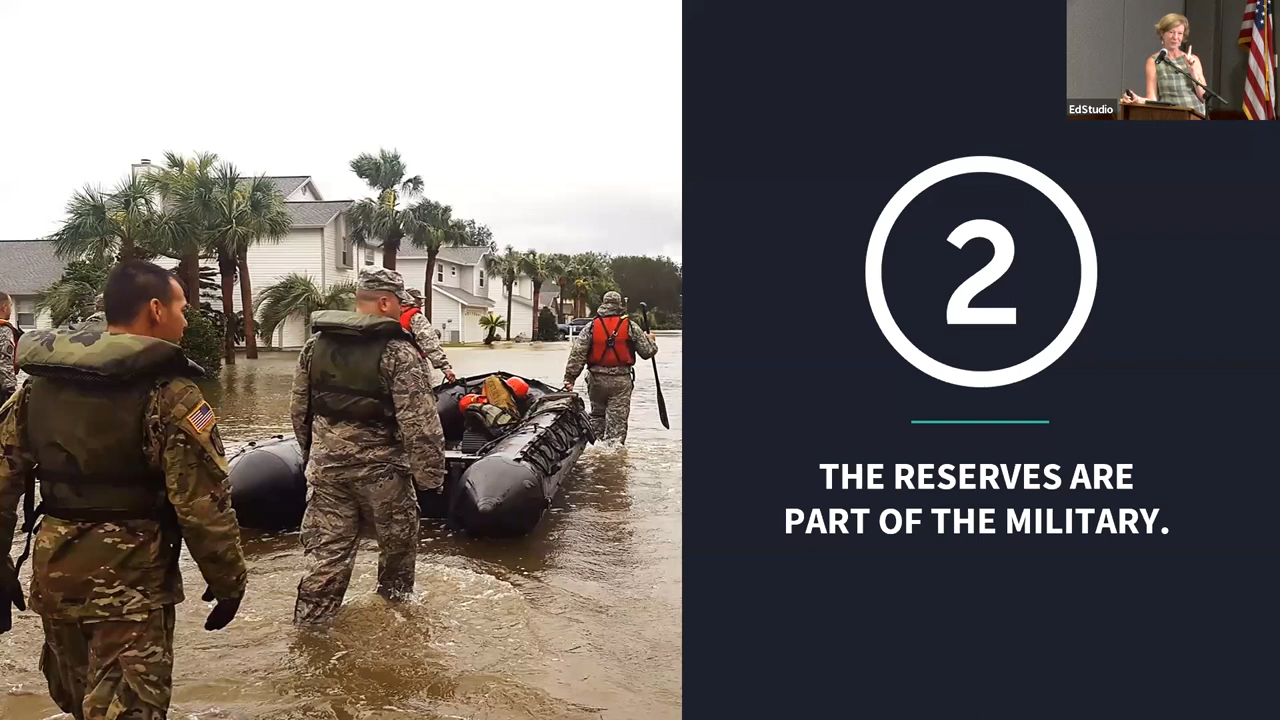 EdStudio
2
THE RESERVES ARE
PART OF THE MILITARY.